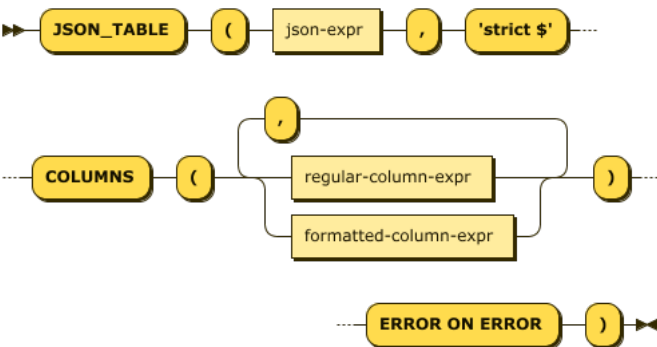 JSON_TABLE ( json-expr , 'strict $'
,
COLUMNS ( regular-column-expr )
formatted-column-expr
ERROR ON ERROR )